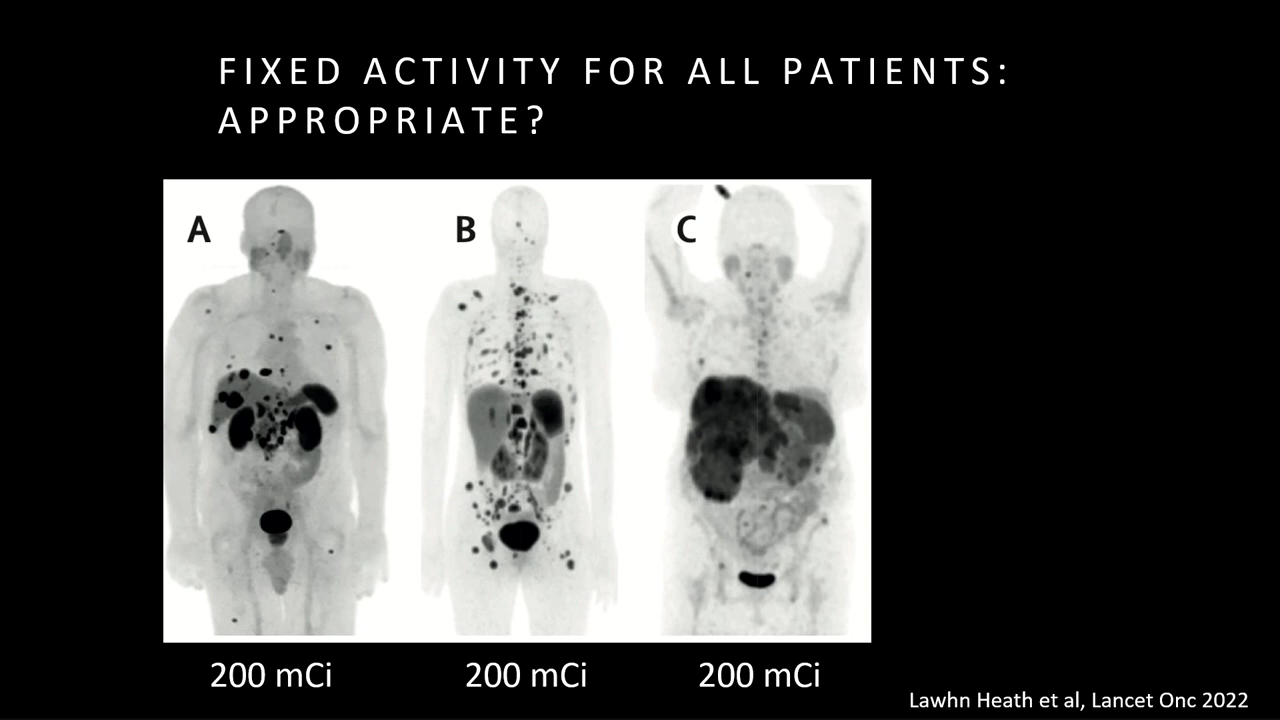 FIXED ACTIVITY FOR ALL PATIENTS:
APPROPRIATE?
A
B
C
200 mCi
200 mCi
200 mCi
Lawhn Heath et al, Lancet Onc 2022